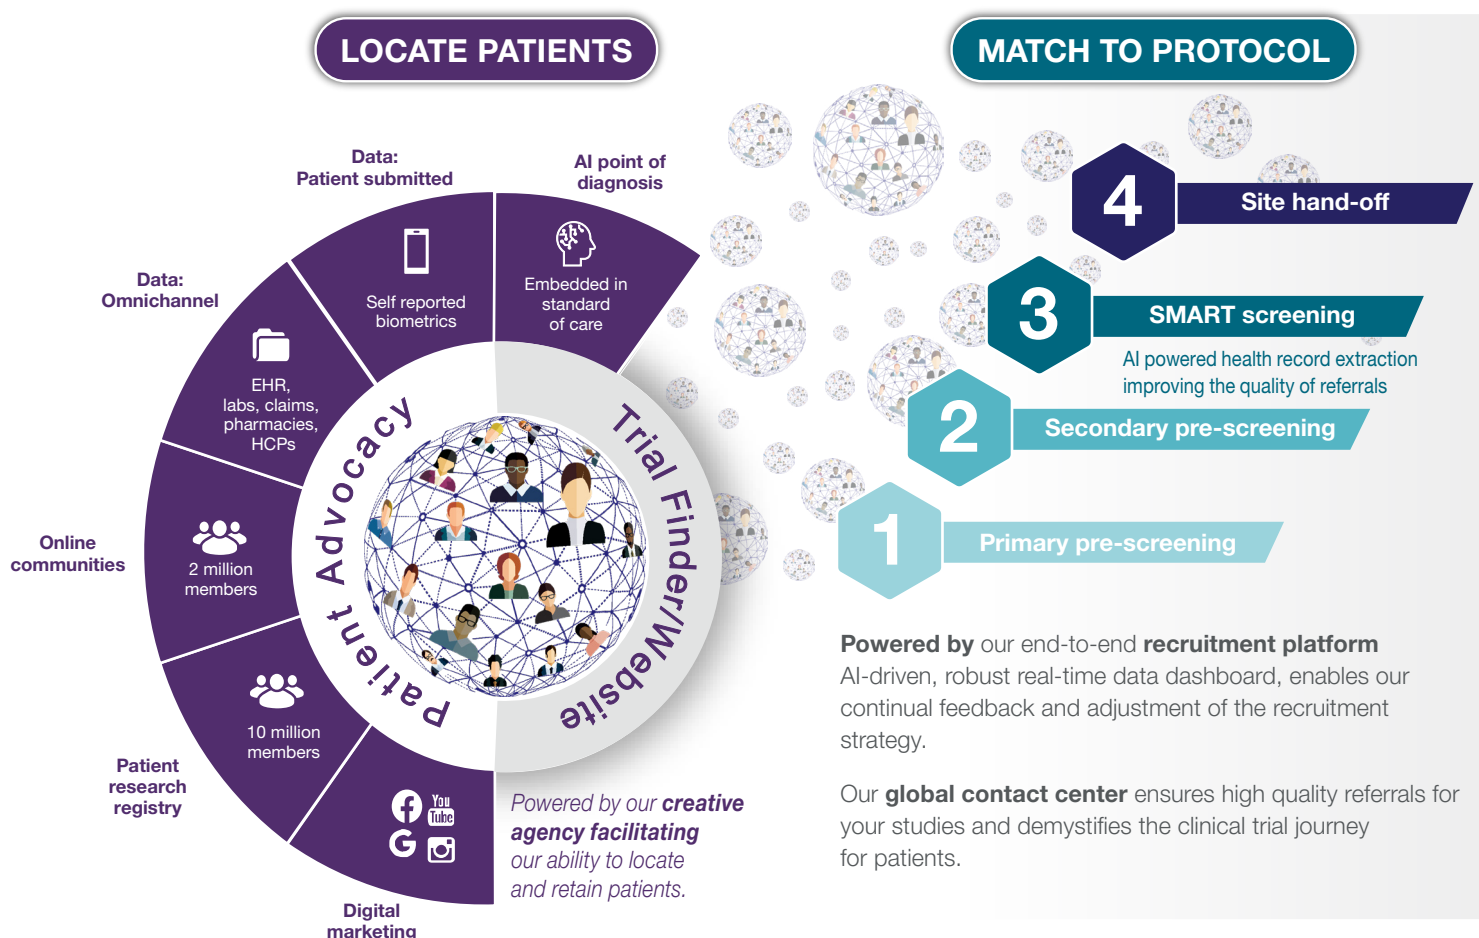 LOCATE PATIENTS
Data:
Patient submitted
AI point of
diagnosis
Data:
Omnichannel
Self reported
biometrics
Embedded in
standard
of care
EHR,
labs, claims,
pharmacies,
HCPs
Online
communities
2 million
members
Patient
research
registry
10 million
members
You
Tube
Digital
marketing
Patient Advocacy
Trial Finder/Website
Powered by our creative
agency facilitating
our ability to locate
and retain patients.
MATCH TO PROTOCOL
4
Site hand-off
3
SMART screening
AI powered health record extraction
improving the quality of referrals
2
Secondary pre-screening
1
Primary pre-screening
Powered by our end-to-end recruitment platform
AI-driven, robust real-time data dashboard, enables our
continual feedback and adjustment of the recruitment
strategy.
Our global contact center ensures high quality referrals for
your studies and demystifies the clinical trial journey
for patients.